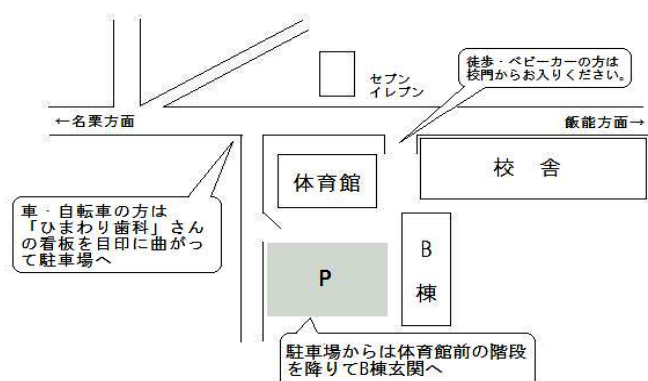 徒歩・ベビーカーの方は
校門からお入りください。
セブン
イレブン
←名栗方面
飯能方面→
体育館
校 舎
車・自転車の方は
「ひまわり歯科」さん
の看板を目印に曲がっ
て駐車場へ
P
B
棟
駐車場からは体育館前の階段
を降りてB棟玄関へ